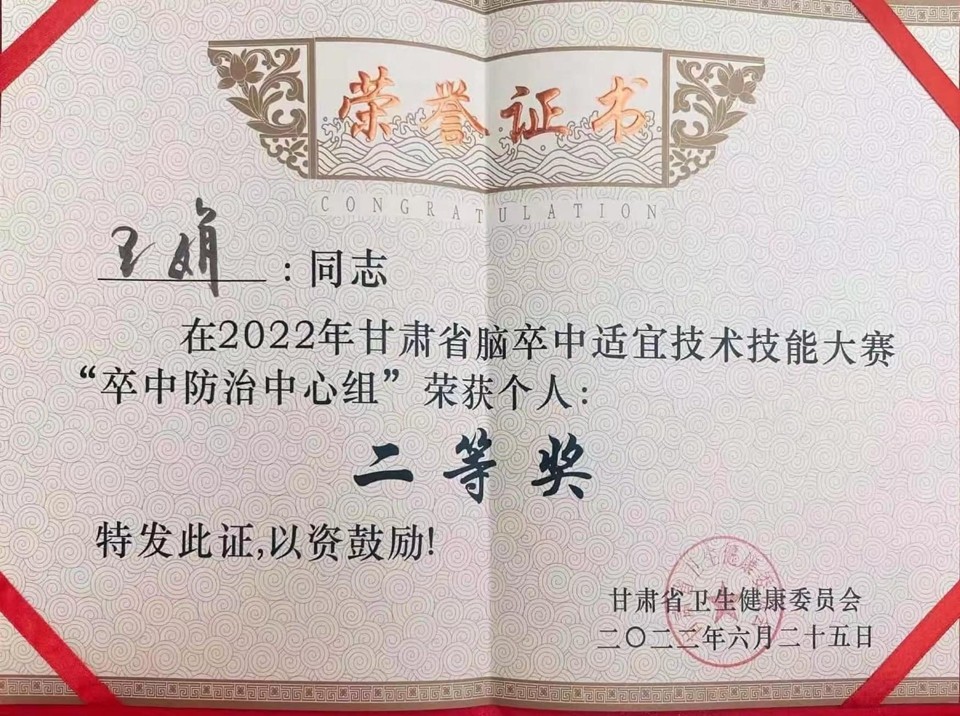 荣誉证书
CONGRATULATION
王娟:同志
在2022年甘肃省脑卒中适宜技术技能大赛
“卒中防治中心组”荣获个人:
二等奖
特发此证,以资鼓励!
甘肃省卫生健康委员会
二〇二二年六月二十五日